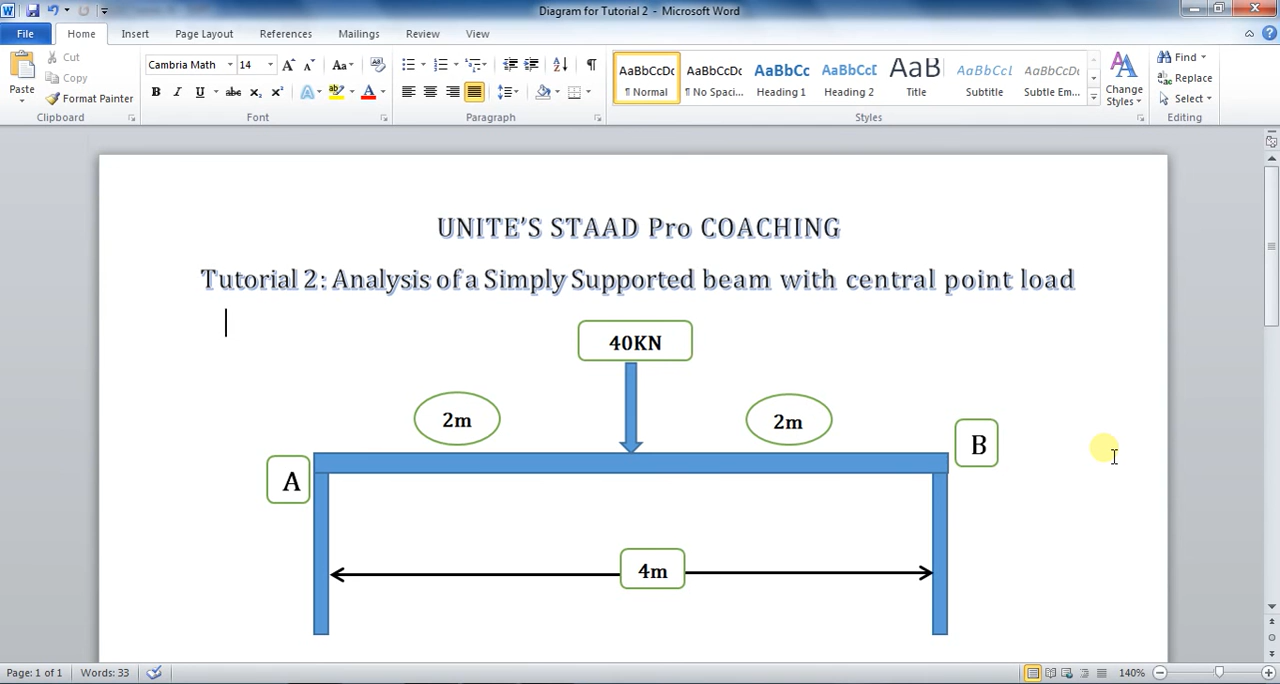 Diagram for Tutorial 2 - Microsoft Word
File Home Insert Page Layout References Mailings Review View
Cut
Copy
Format Painter
Paste
Clipboard
Cambria Math 14
Font
Paragraph
AaBbCcDc AaBbCcDc AaBbCc AaBbCcI AaB AaBbCcL AaBbCcDc
¶ Normal ¶ No Spaci... Heading 1 Heading 2 Title Subtitle Subtle Em...
Change
Styles
Styles
Find
Replace
Select
Editing
UNITE’S STAAD Pro COACHING
Tutorial 2: Analysis of a Simply Supported beam with central point load
40KN
2m 2m
A B
4m
Page: 1 of 1 Words: 33 140%